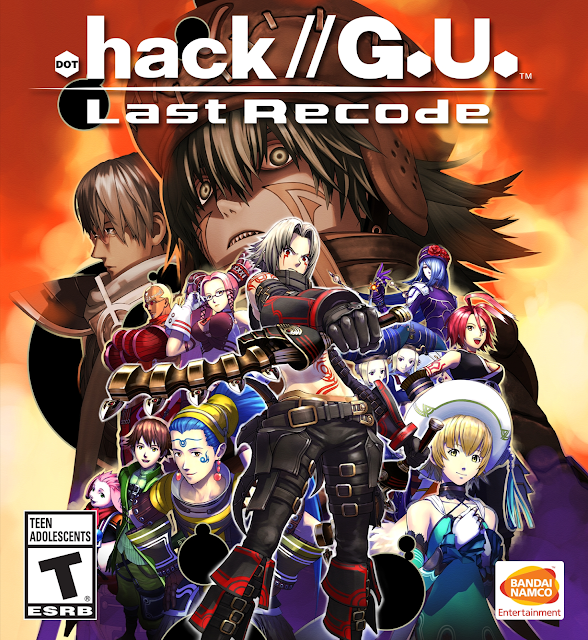 DOT
.hack//G.U.
TM
Last Recode
TEEN
ADOLESCENTS
T
®
ESRB
BANDAI
NAMCO
Entertainment